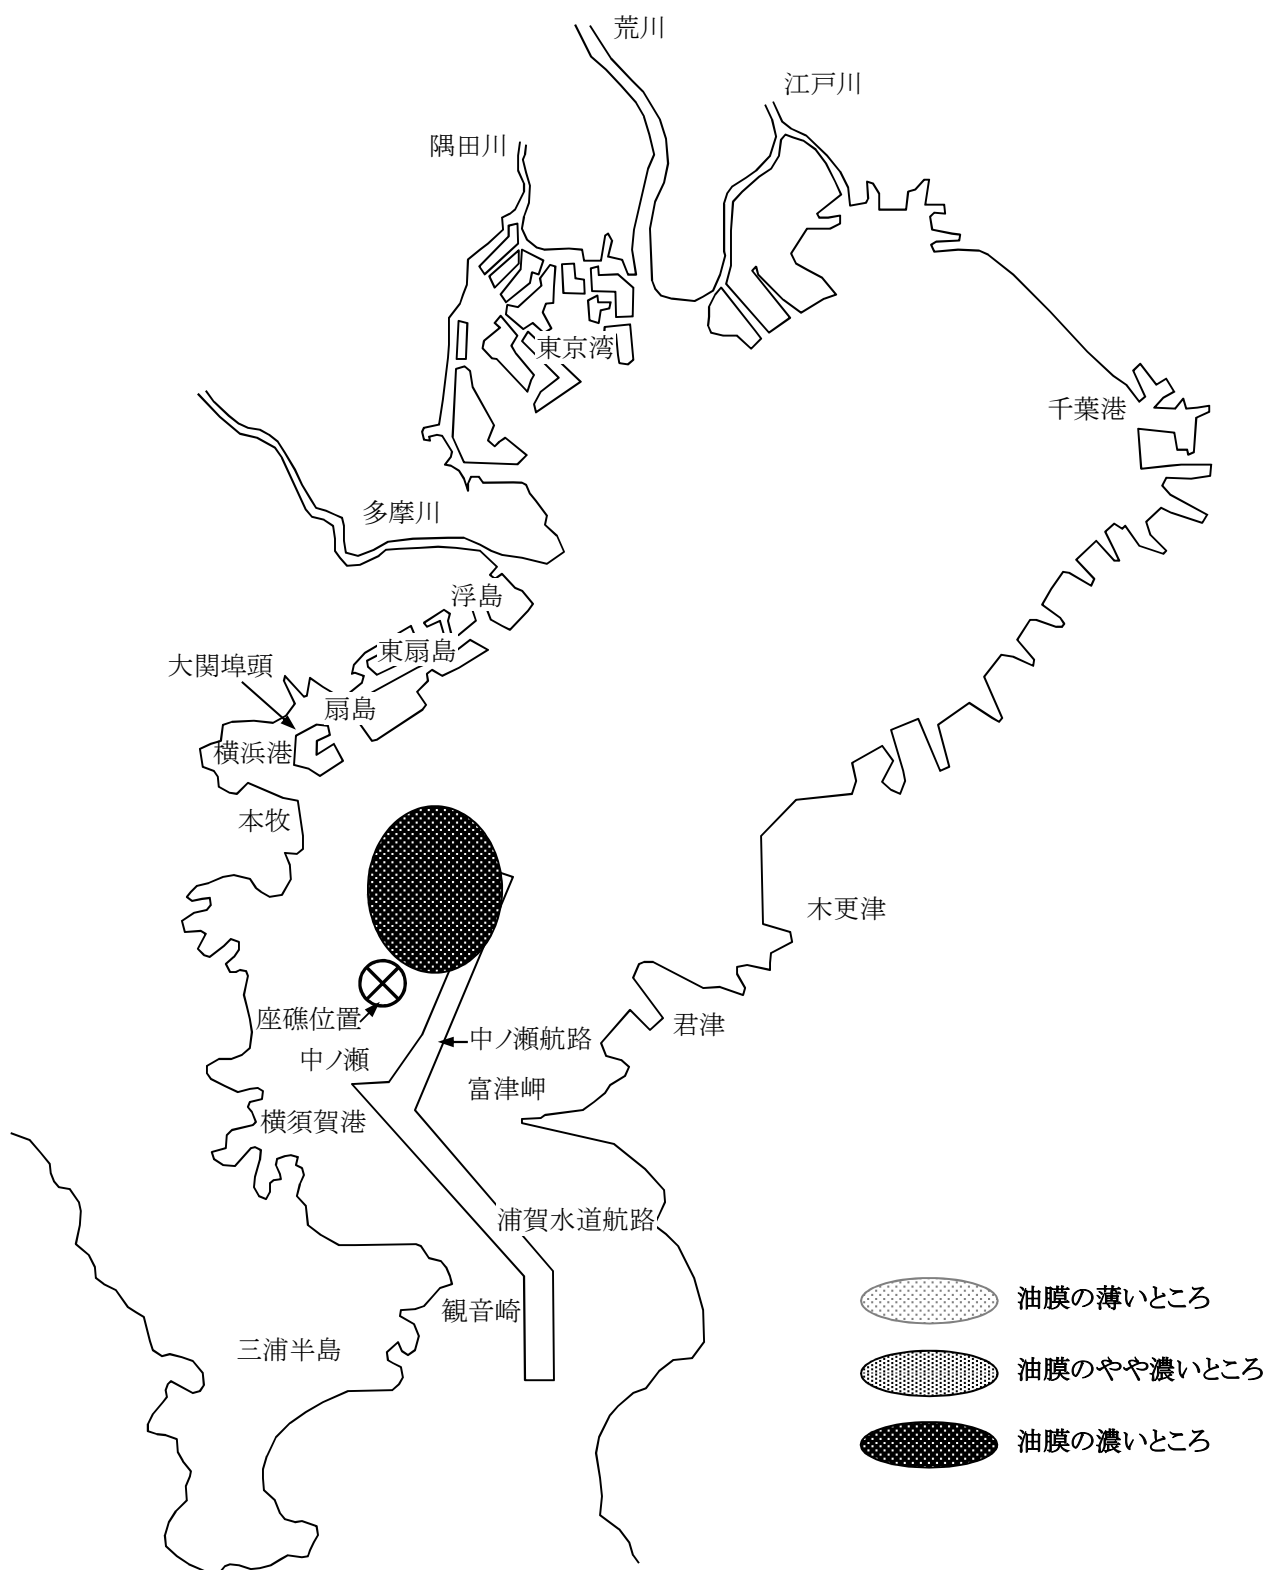 荒川
江戸川
隅田川
東京湾
千葉港
多摩川
浮島
東扇島
大関埠頭
扇島
横浜港
本牧
木更津
座礁位置
君津
中ノ瀬航路
中ノ瀬
富津岬
横須賀港
浦賀水道航路
観音崎
三浦半島
油膜の薄いところ
油膜のやや濃いところ
油膜の濃いところ